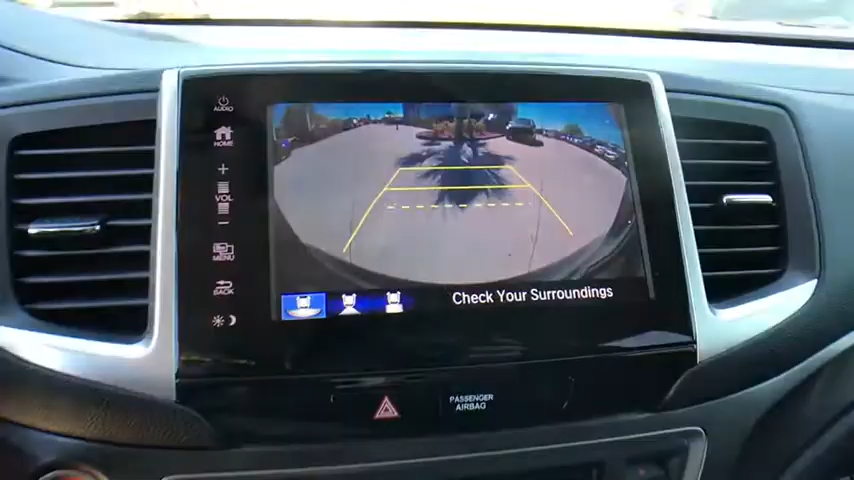 AUDIO
HOME
+
VOL
−
MENU
BACK
Check Your Surroundings
PASSENGER
AIRBAG